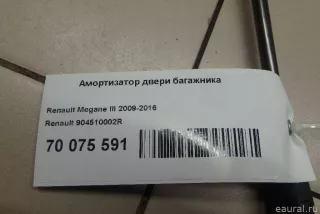 Амортизатор двери багажника
Renault Megane III 2009-2016
Renault 904510002R
70 075 591
eaural.ru